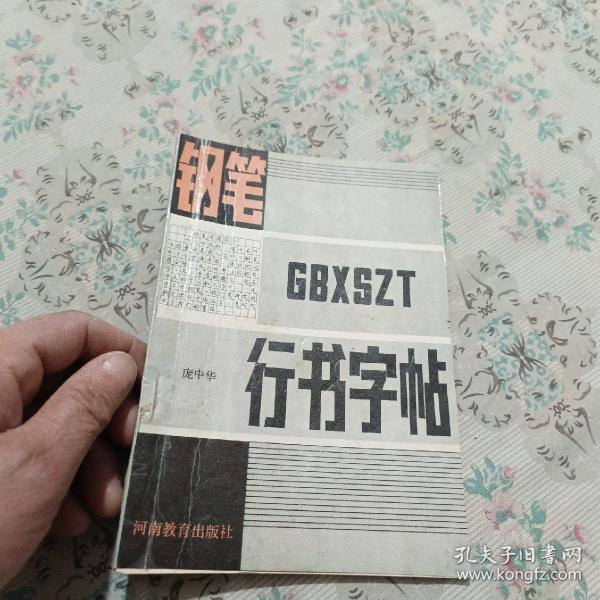 钢笔
GBXSZT
庞中华
行书字帖
河南教育出版社
孔夫子旧书网
www.kongfz.com